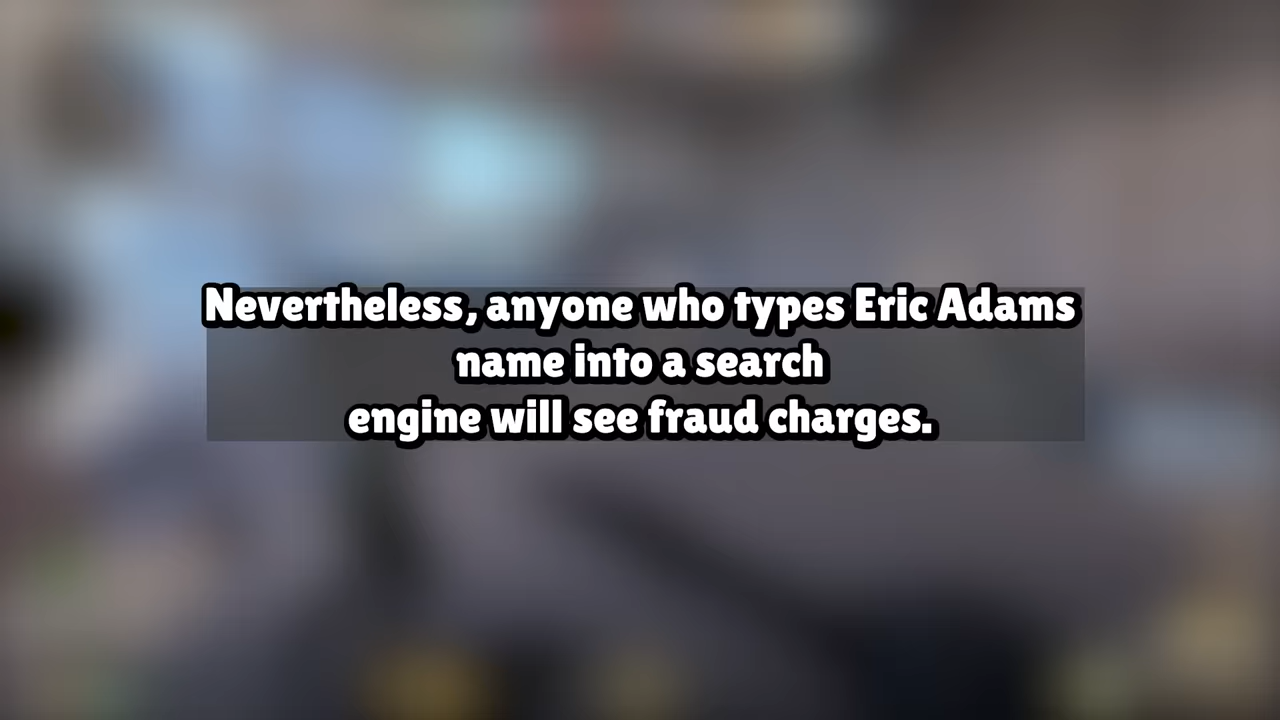 Nevertheless, anyone who types Eric Adams
name into a search
engine will see fraud charges.